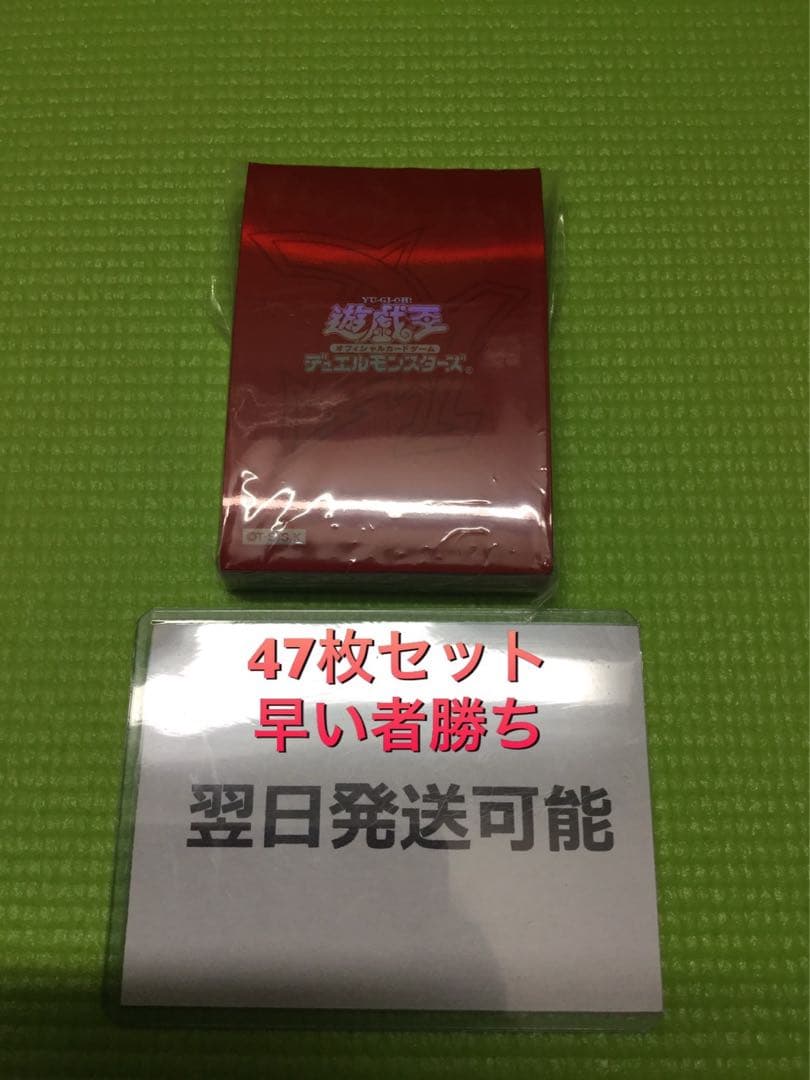 YU-GI-OH!
遊戯王
オフィシャルカードゲーム
デュエルモンスターズ®
47枚セット
早い者勝ち
翌日発送可能